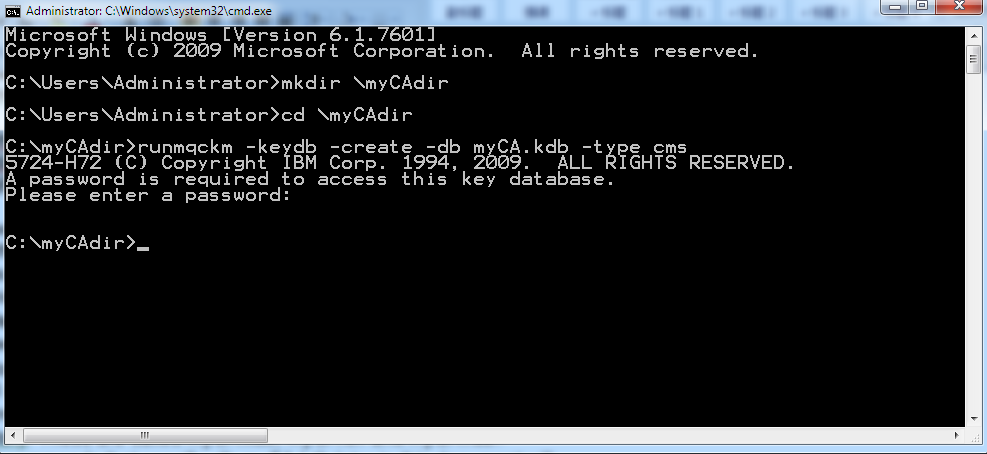 Administrator: C:\Windows\system32\cmd.exe
Microsoft Windows [Version 6.1.7601]
Copyright (c) 2009 Microsoft Corporation.  All rights reserved.
C:\Users\Administrator>mkdir \myCAdir
C:\Users\Administrator>cd \myCAdir
C:\myCAdir>runmqckm -keydb -create -db myCA.kdb -type cms
5724-H72 (C) Copyright IBM Corp. 1994, 2009.  ALL RIGHTS RESERVED.
A password is required to access this key database.
Please enter a password:
C:\myCAdir>_